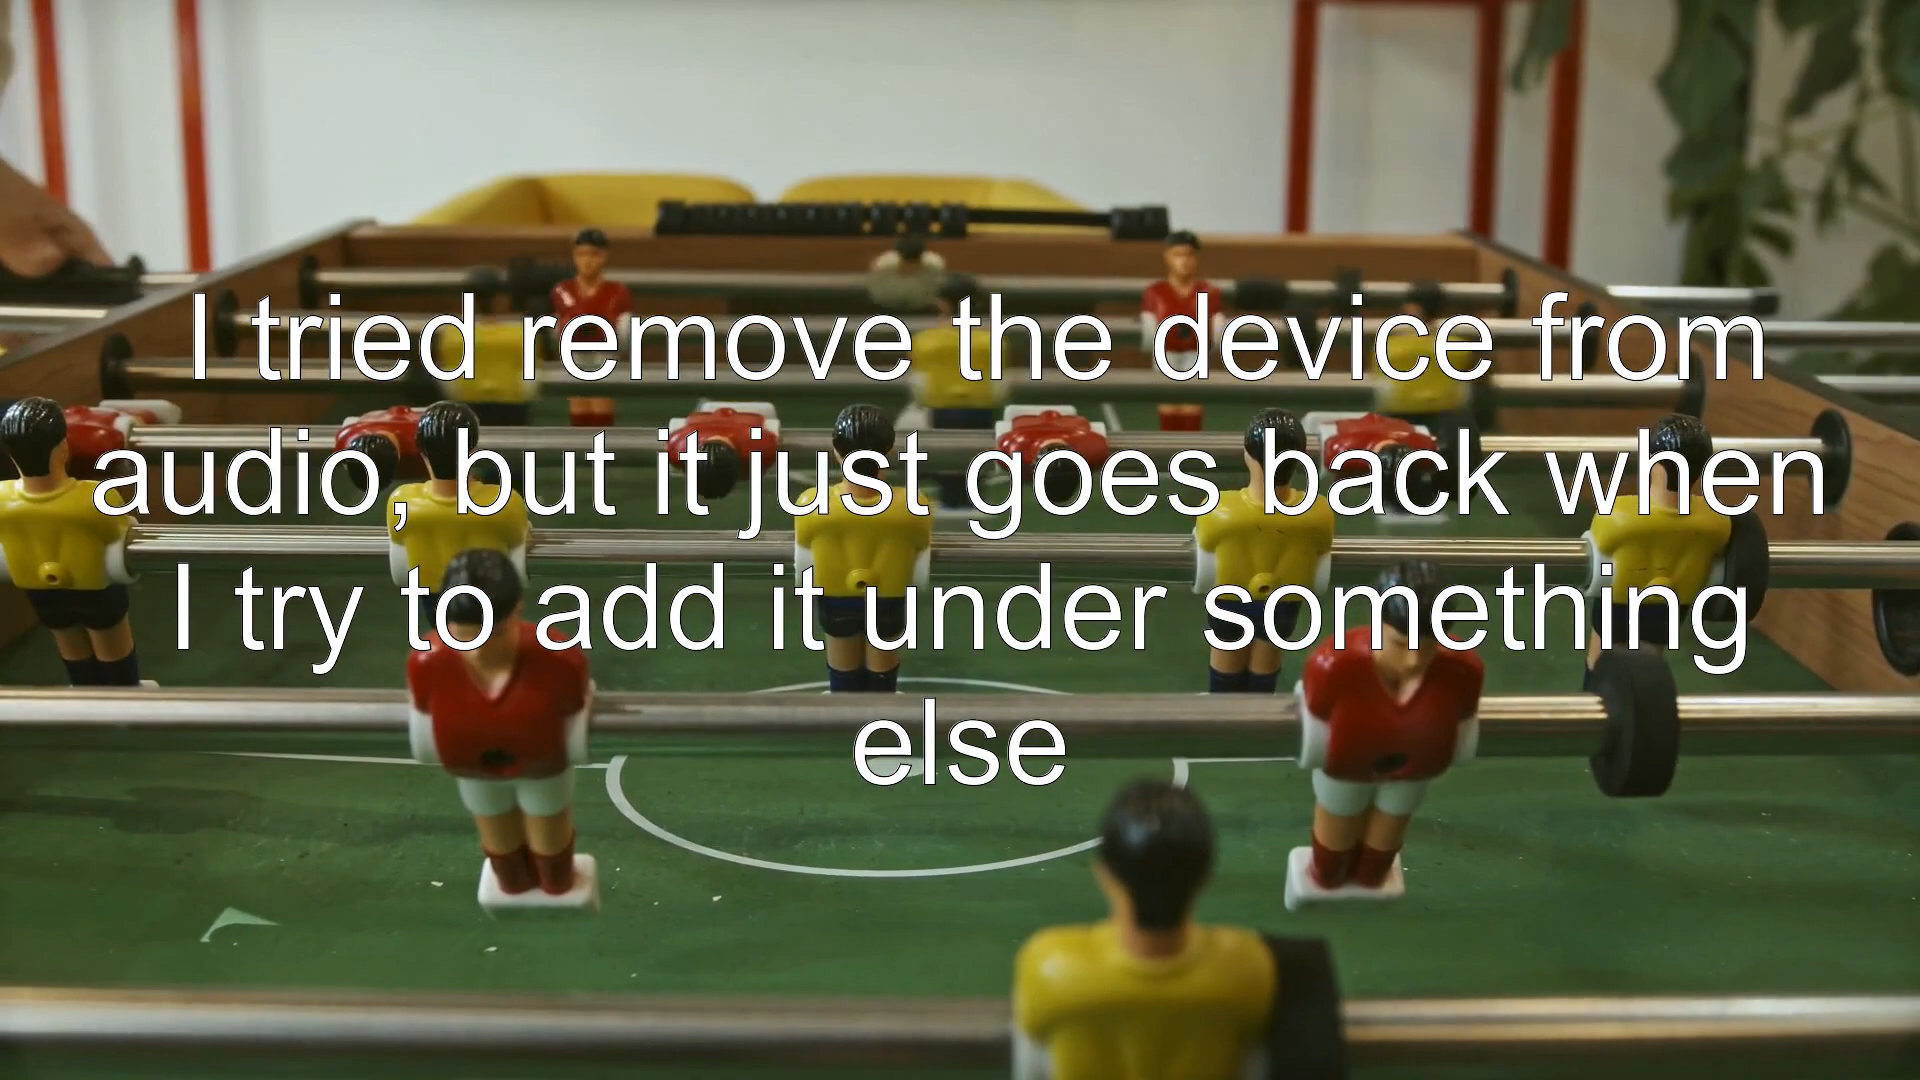 I tried remove the device from
audio, but it just goes back when
I try to add it under something
else